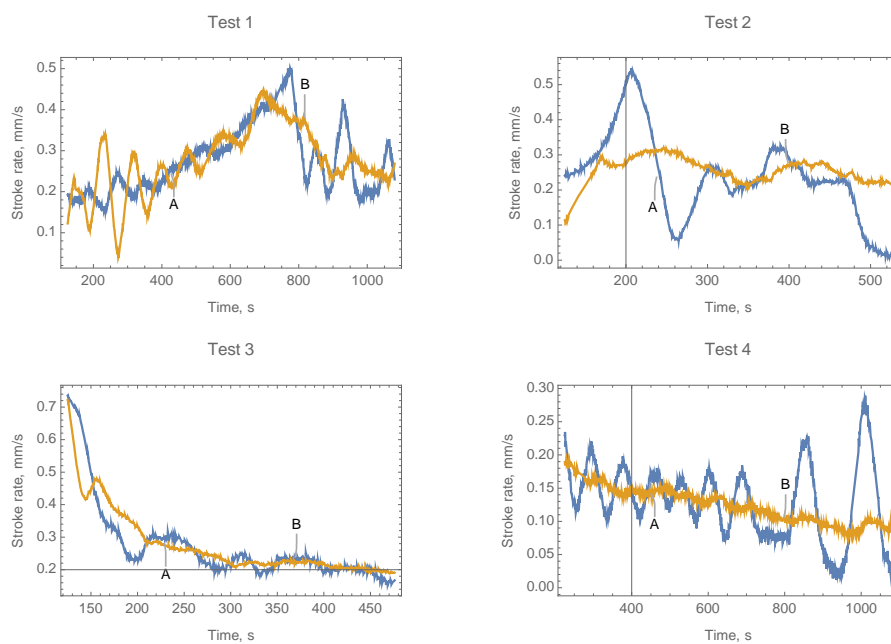 Test 1
Stroke rate, mm/s
0.5
0.4
0.3
0.2
0.1
A
B
200 400 600 800 1000
Time, s
Test 2
Stroke rate, mm/s
0.5
0.4
0.3
0.2
0.1
0.0
A
B
200 300 400 500
Time, s
Test 3
Stroke rate, mm/s
0.7
0.6
0.5
0.4
0.3
0.2
A
B
150 200 250 300 350 400 450
Time, s
Test 4
Stroke rate, mm/s
0.30
0.25
0.20
0.15
0.10
0.05
0.00
A
B
400 600 800 1000
Time, s